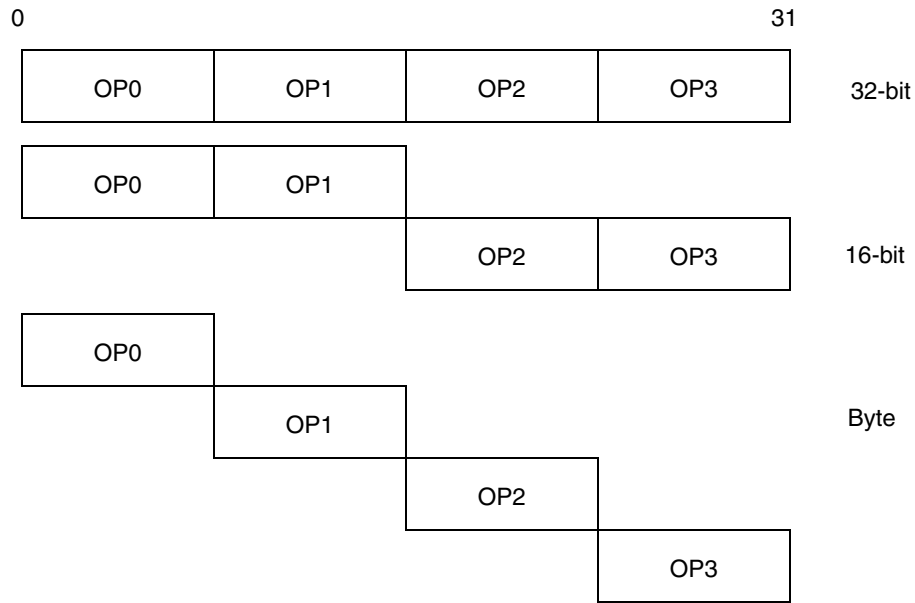 0 31
OP0 OP1 OP2 OP3 32-bit
OP0 OP1
OP2 OP3 16-bit
OP0
OP1 Byte
OP2
OP3